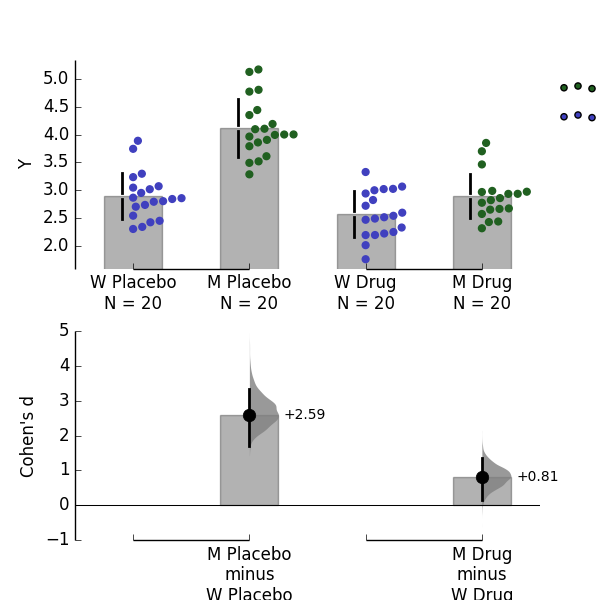 5.0
4.5
4.0
3.5
3.0
2.5
2.0
Y
W Placebo
N = 20
M Placebo
N = 20
W Drug
N = 20
M Drug
N = 20
5
4
3
2
1
0
−1
Cohen's d
+2.59
+0.81
M Placebo
minus
W Placebo
M Drug
minus
W Drug